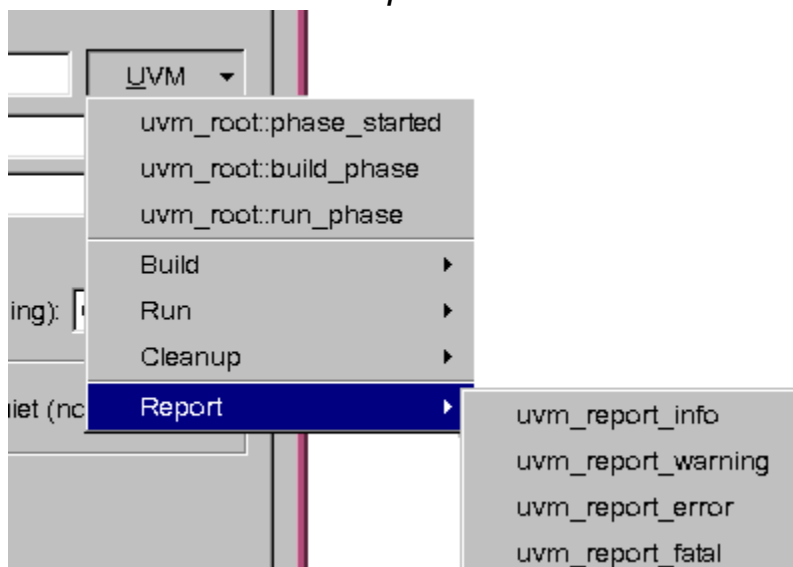 UVM
uvm_root::phase_started
uvm_root::build_phase
uvm_root::run_phase
Build
ing):
Run
Cleanup
iet (nc
Report
uvm_report_info
uvm_report_warning
uvm_report_error
uvm_report_fatal